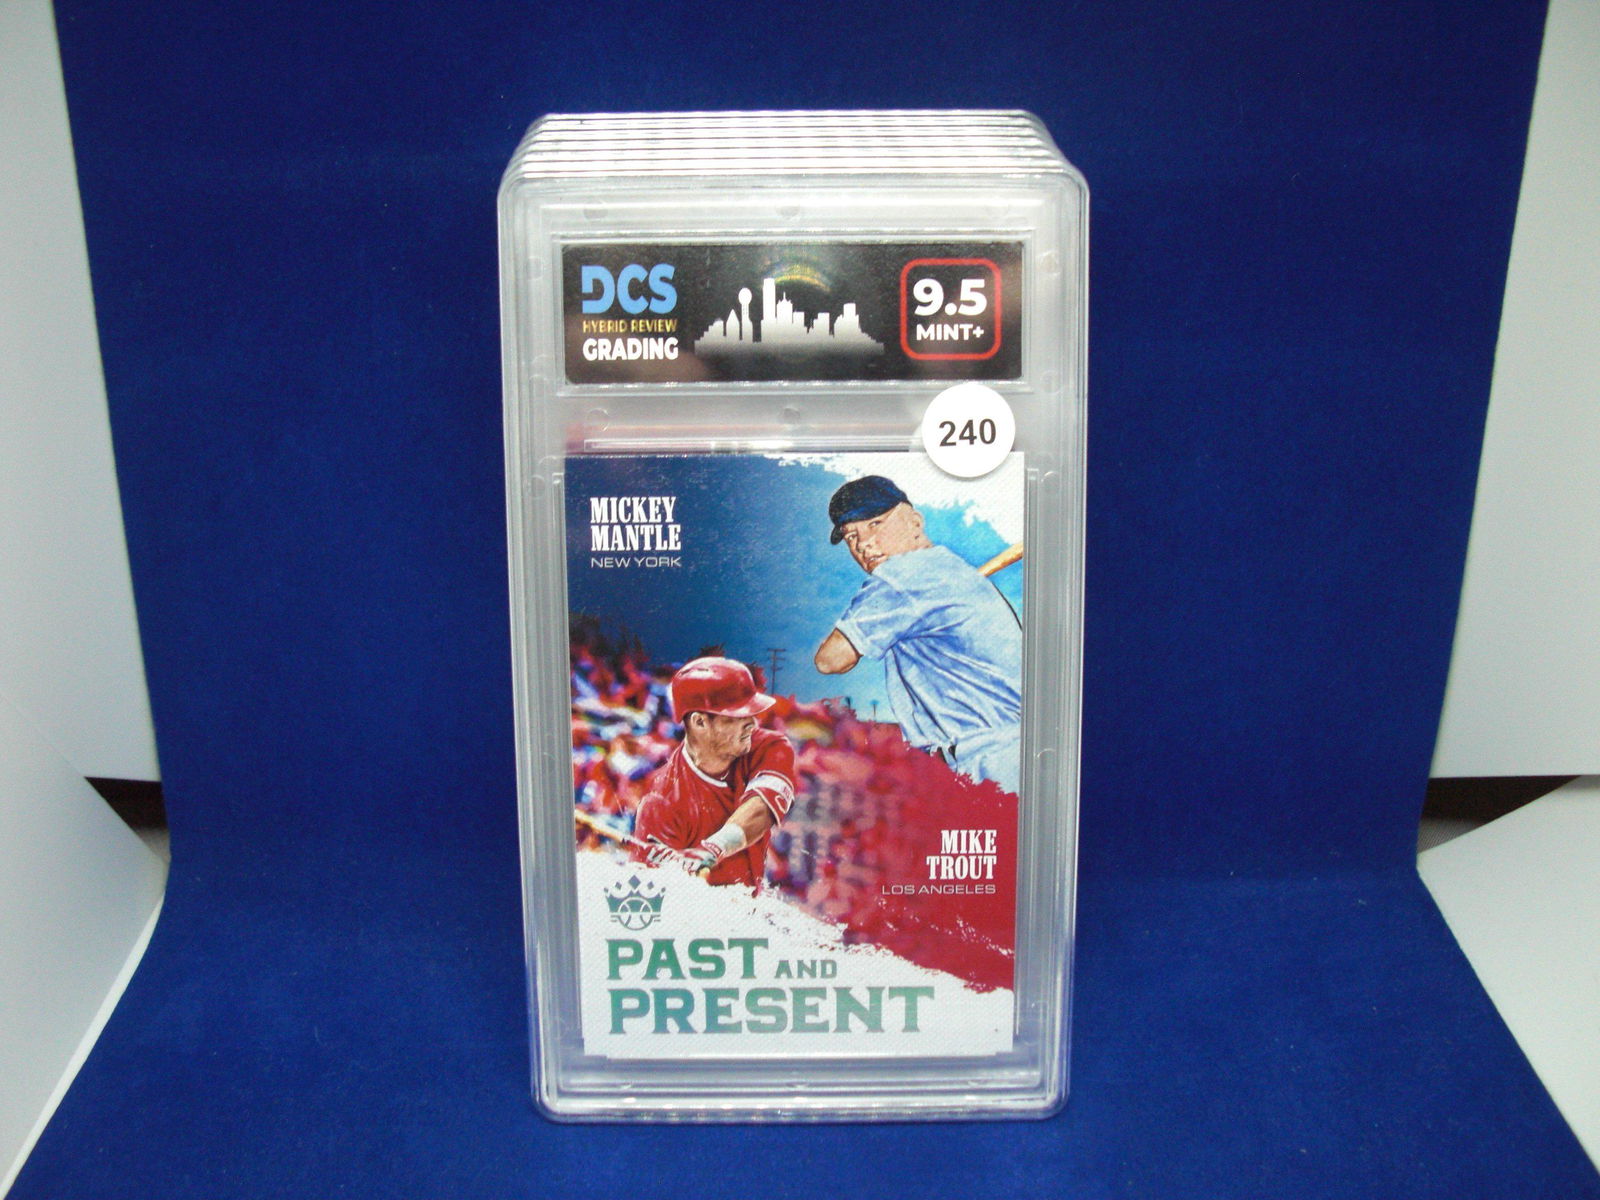 DCS
HYBRID REVIEW
GRADING
9.5
MINT+
240
MICKEY
MANTLE
NEW YORK
MIKE
TROUT
LOS ANGELES
PAST AND
PRESENT